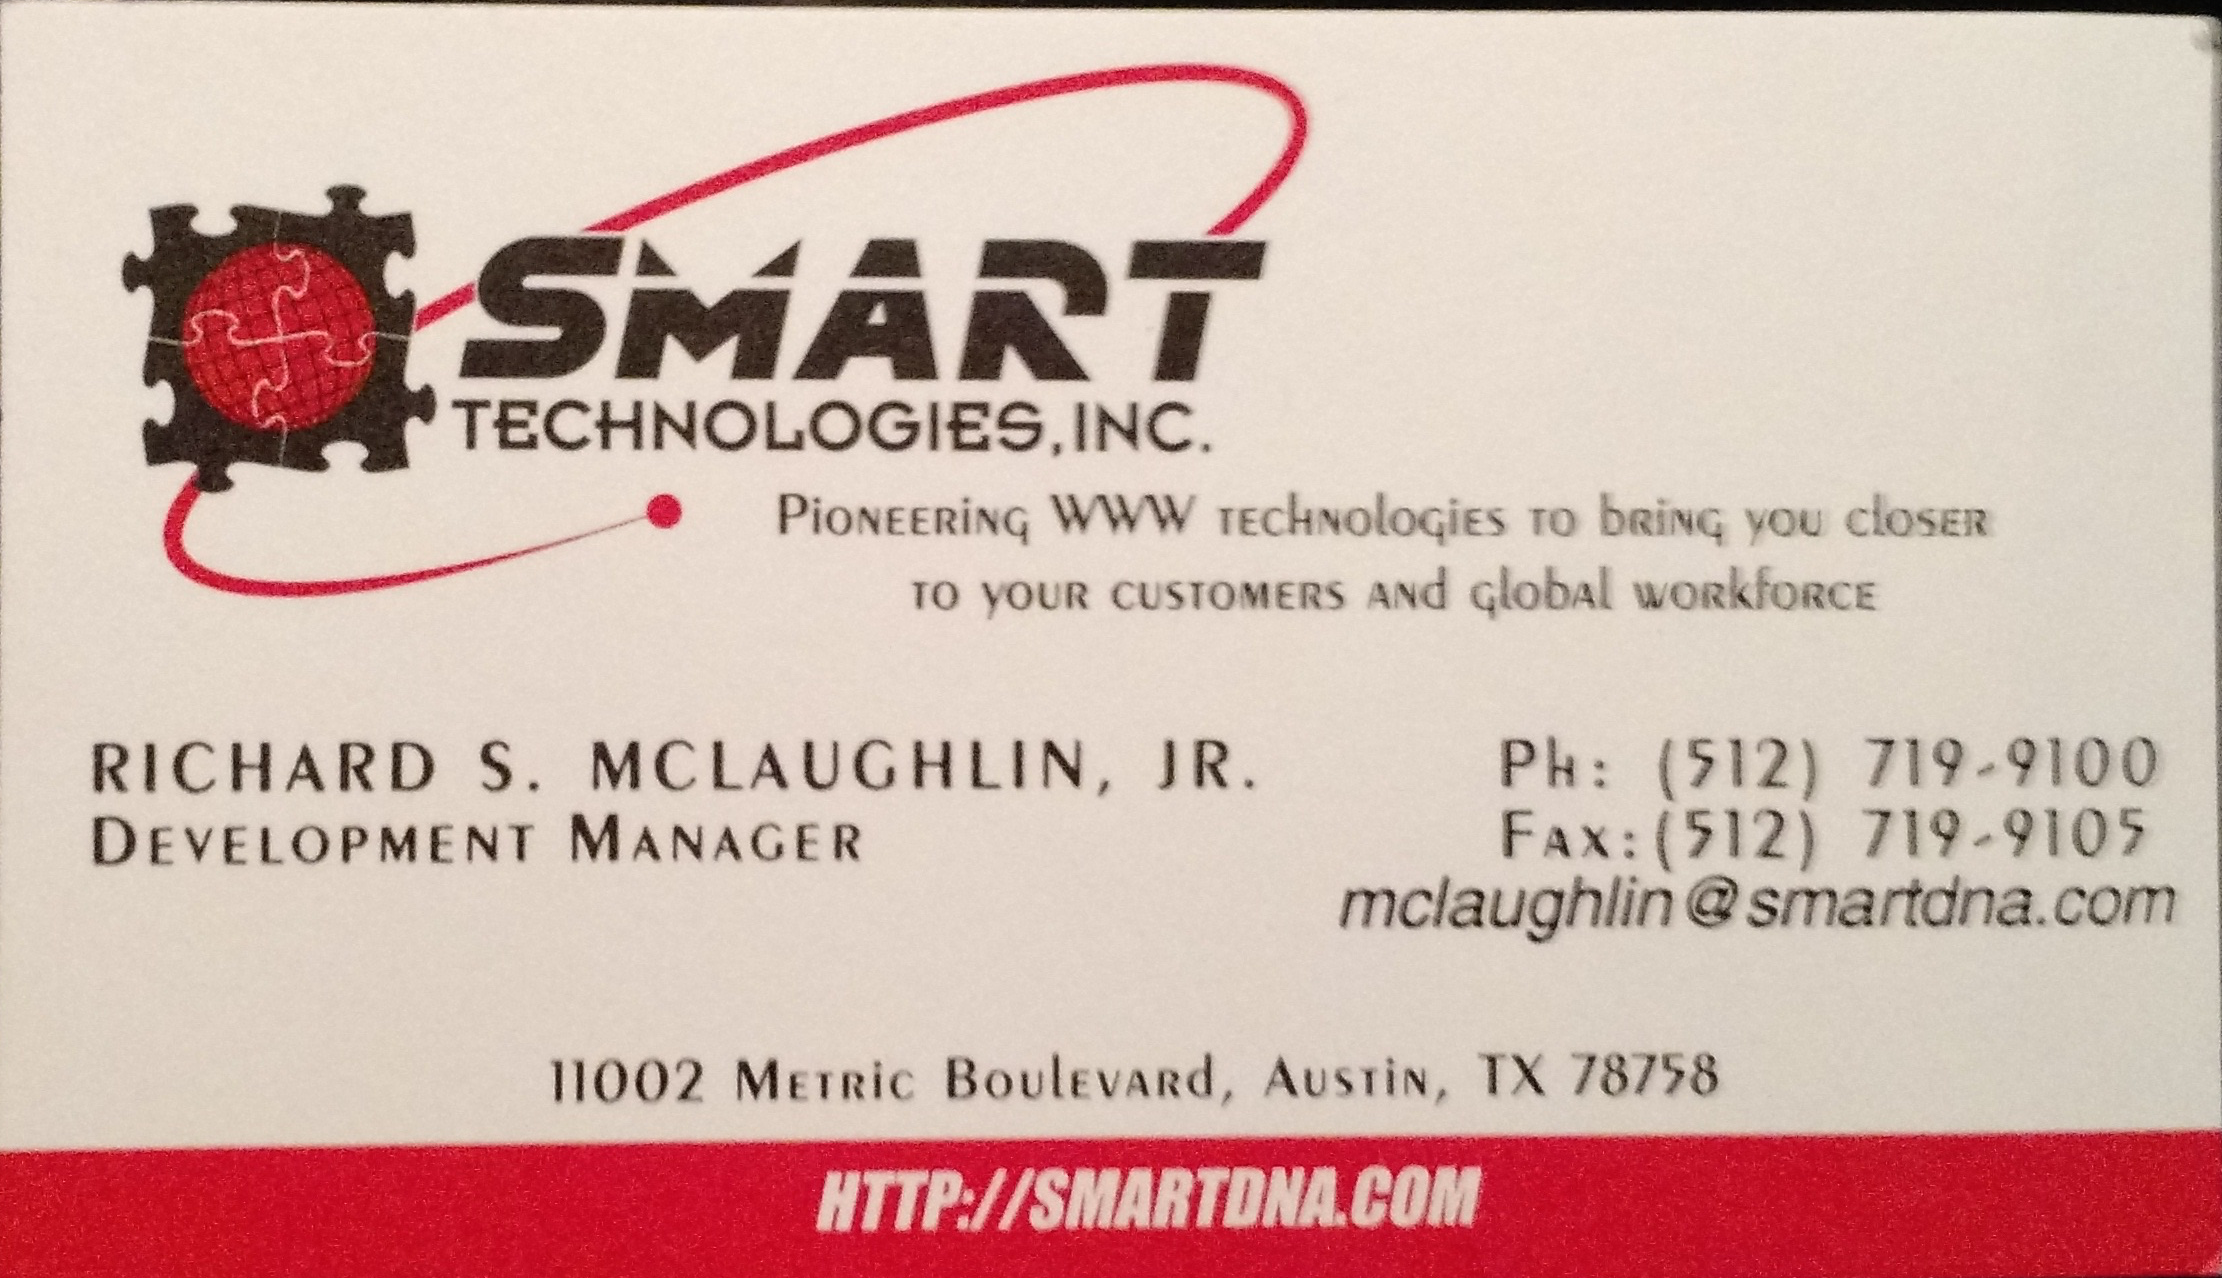 SMART
TECHNOLOGIES, INC.
Pioneering WWW technologies to bring you closer
to your customers and global workforce
RICHARD S. MCLAUGHLIN, JR.
DEVELOPMENT MANAGER
Ph: (512) 719-9100
Fax: (512) 719-9105
mclaughlin@smartdna.com
11002 Metric Boulevard, Austin, TX 78758
HTTP://SMARTDNA.COM